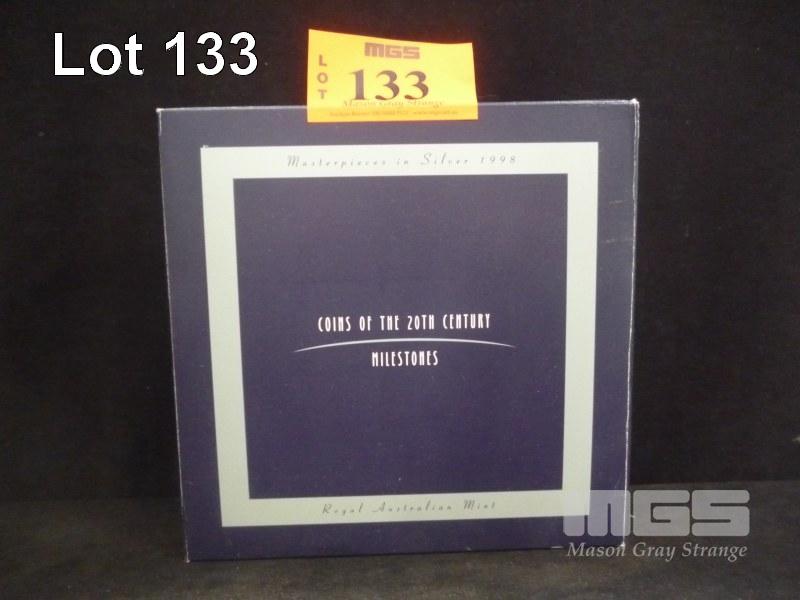 Lot 133
MGS
LOT
133
Mason Gray Strange
Masterpieces in Silver 1998
COINS OF THE 20TH CENTURY
MILESTONES
Royal Australian Mint
MGS
Mason Gray Strange